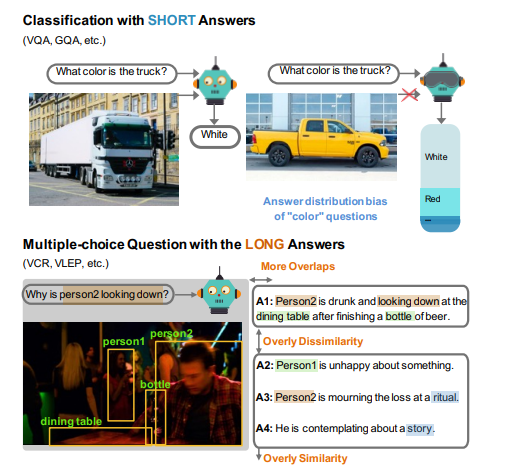 Classification with SHORT Answers
(VQA, GQA, etc.)
What color is the truck?
White
What color is the truck?
White
Red
...
Answer distribution bias
of "color" questions
Multiple-choice Question with the LONG Answers
(VCR, VLEP, etc.)
More Overlaps
Why is person2 looking down?
A1: Person2 is drunk and looking down at the
dining table after finishing a bottle of beer.
person1
person2
bottle
dining table
Overly Dissimilarity
A2: Person1 is unhappy about something.
A3: Person2 is mourning the loss at a ritual.
A4: He is contemplating about a story.
Overly Similarity